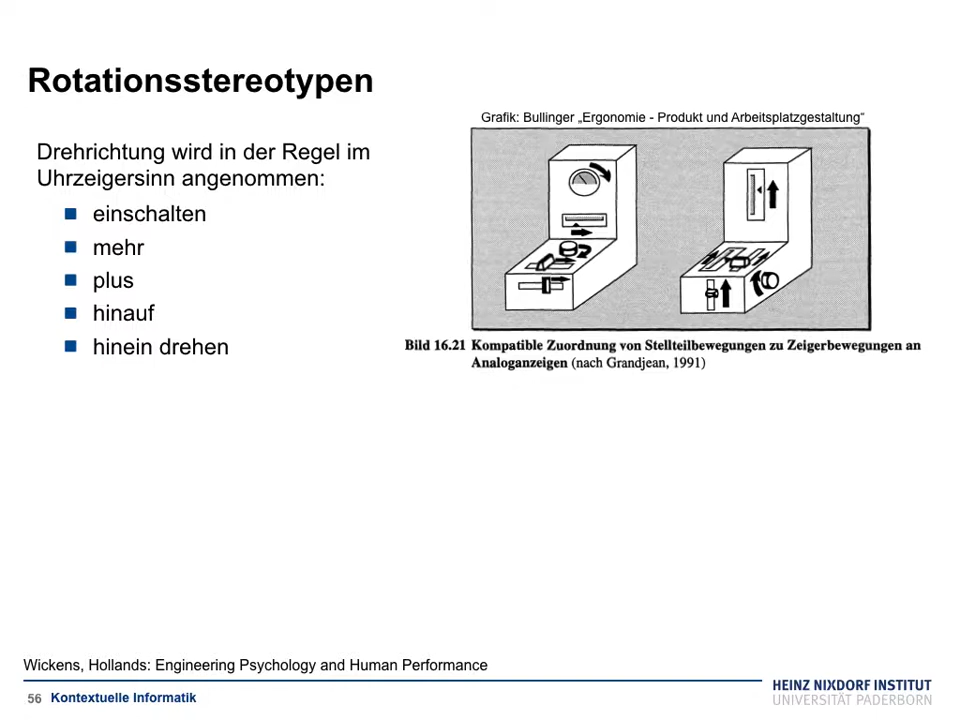 Rotationsstereotypen
Grafik: Bullinger „Ergonomie - Produkt und Arbeitsplatzgestaltung“
Drehrichtung wird in der Regel im
Uhrzeigersinn angenommen:
einschalten
mehr
plus
hinauf
hinein drehen
Bild 16.21 Kompatible Zuordnung von Stellteilbewegungen zu Zeigerbewegungen an
Analoganzeigen (nach Grandjean, 1991)
Wickens, Hollands: Engineering Psychology and Human Performance
56 Kontextuelle Informatik
HEINZ NIXDORF INSTITUT
UNIVERSITÄT PADERBORN